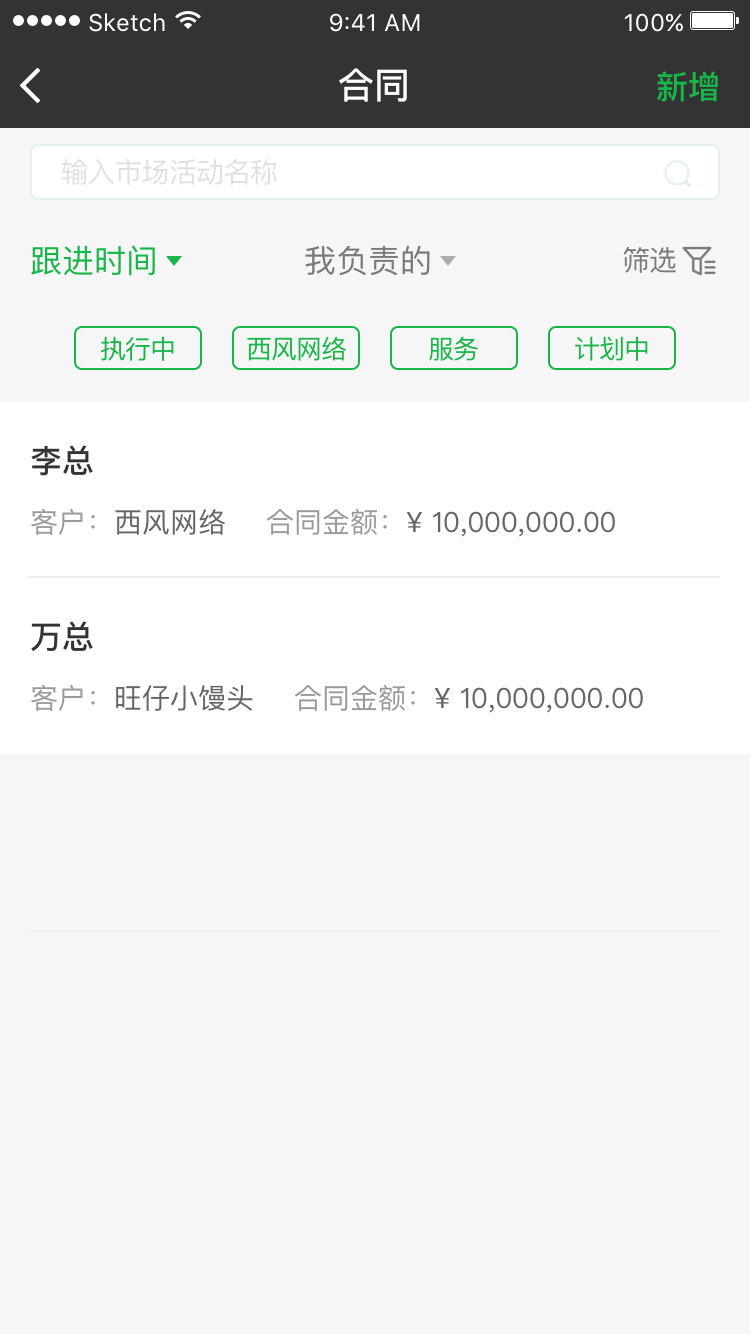 Sketch 9:41 AM 100%
合同 新增
输入市场活动名称
跟进时间 我负责的 筛选
执行中 西风网络 服务 计划中
李总
客户：西风网络 合同金额：¥ 10,000,000.00
万总
客户：旺仔小馒头 合同金额：¥ 10,000,000.00